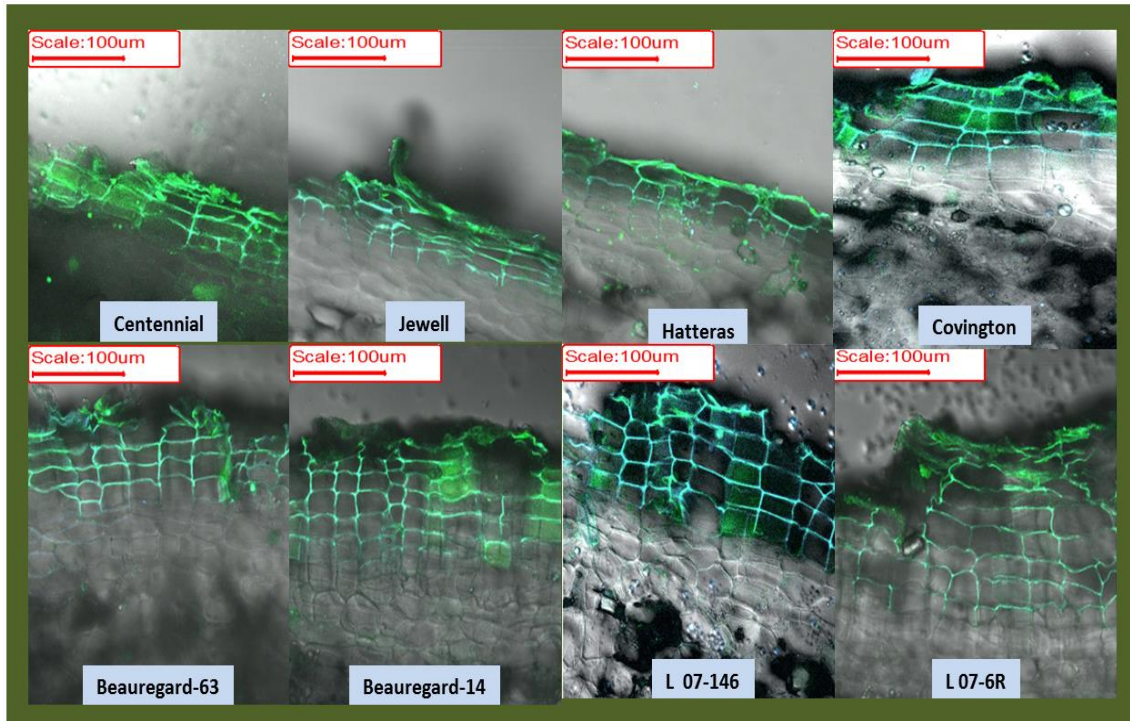 Scale:100um
Scale:100um
Scale:100um
Scale:100um
Centennial
Jewell
Hatteras
Covington
Scale:100um
Scale:100um
Scale:100um
Scale:100um
Beauregard-63
Beauregard-14
L 07-146
L 07-6R